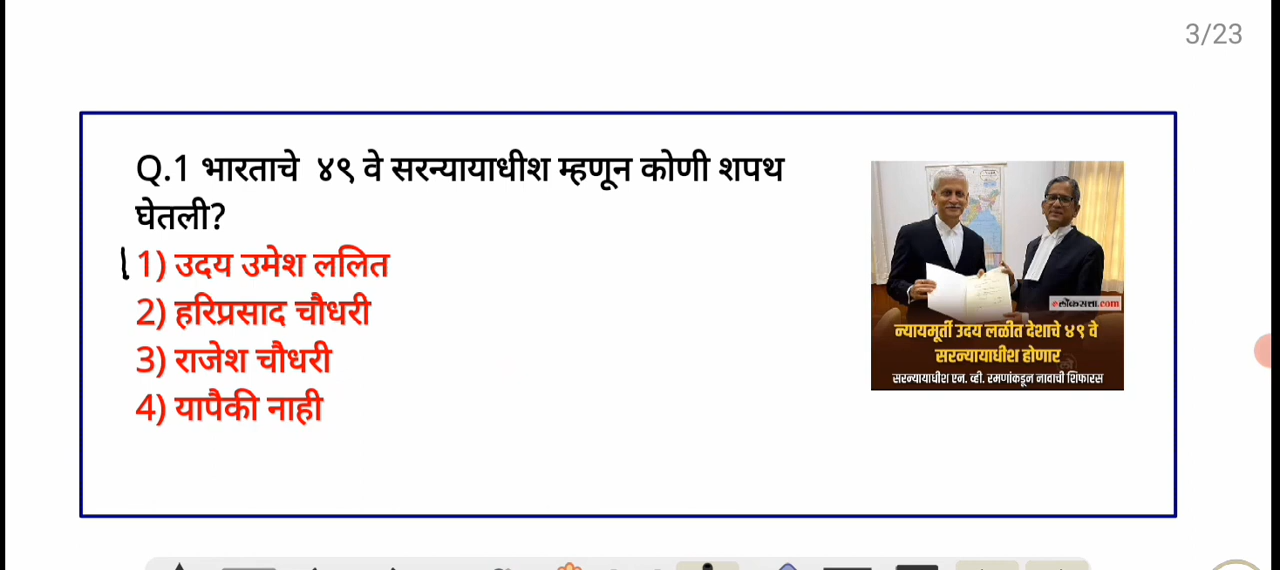 3/23
Q.1 भारताचे ४९ वे सरन्यायाधीश म्हणून कोणी शपथ
घेतली?
1) उदय उमेश ललित
2) हरिप्रसाद चौधरी
3) राजेश चौधरी
4) यापैकी नाही
लोकसत्ता.com
न्यायमूर्ती उदय लळीत देशाचे ४९ वे
सरन्यायाधीश होणार
सरन्यायाधीश एन. व्ही. रमणांकडून नावाची शिफारस